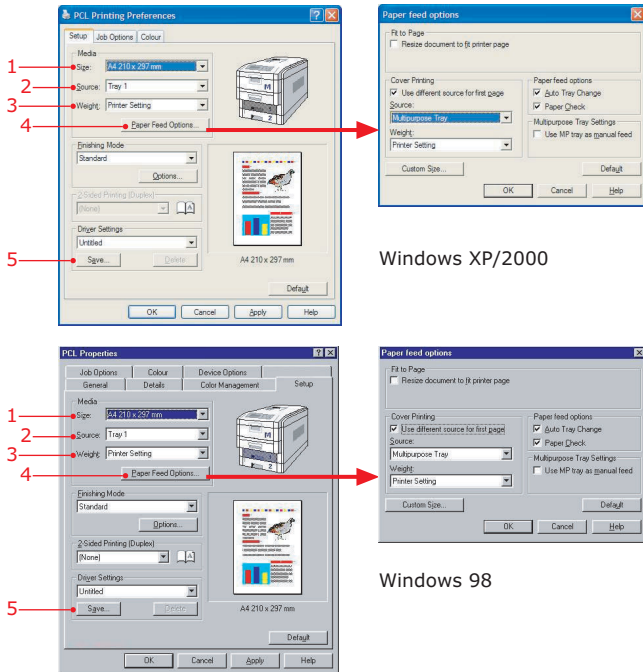 PCL Printing Preferences
Setup Job Options Colour
Media
1 Size: A4 210 x 297 mm
2 Source: Tray 1
3 Weight: Printer Setting
4 Paper Feed Options...
Finishing Mode
Standard
Options...
2-Sided Printing (Duplex)
(None)
Driver Settings
Untitled
5 Save... Delete
A4 210 x 297 mm
Default
OK Cancel Apply Help
Paper feed options
Fit to Page
Resize document to fit printer page
Cover Printing
Use different source for first page
Source:
Multipurpose Tray
Weight:
Printer Setting
Paper feed options
Auto Tray Change
Paper Check
Multipurpose Tray Settings
Use MP tray as manual feed
Custom Size... Default
OK Cancel Help
Windows XP/2000
PCL Properties
Job Options Colour Device Options
General Details Color Management Setup
Media
1 Size: A4 210 x 297 mm
2 Source: Tray 1
3 Weight: Printer Setting
4 Paper Feed Options...
Finishing Mode
Standard
Options...
2-Sided Printing (Duplex)
(None)
Driver Settings
Untitled
5 Save... Delete
A4 210 x 297 mm
Default
OK Cancel Apply Help
Paper feed options
Fit to Page
Resize document to fit printer page
Cover Printing
Use different source for first page
Source:
Multipurpose Tray
Weight:
Printer Setting
Paper feed options
Auto Tray Change
Paper Check
Multipurpose Tray Settings
Use MP tray as manual feed
Custom Size... Default
OK Cancel Help
Windows 98